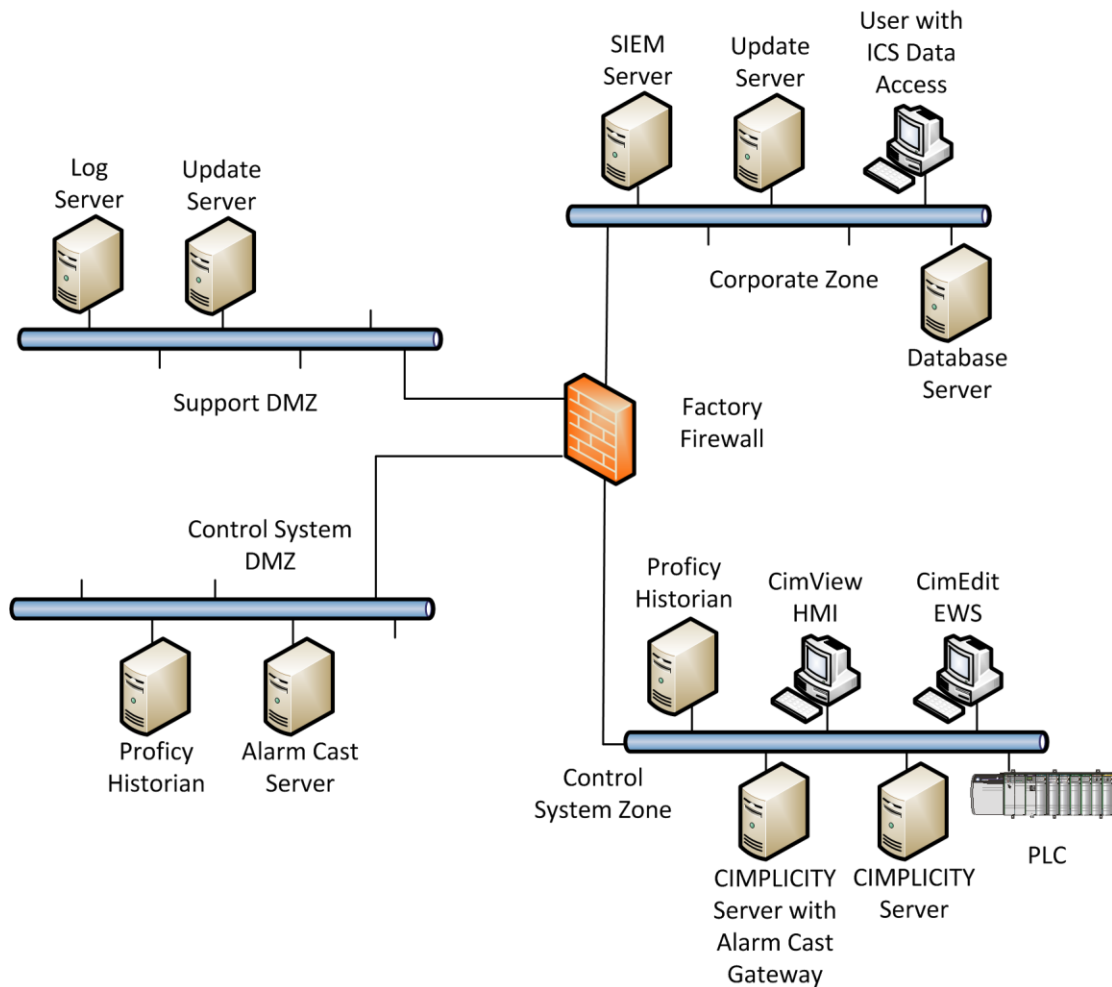 SIEM
Server
Update
Server
User with
ICS Data
Access
Log
Server
Update
Server
Corporate Zone
Database
Server
Support DMZ
Factory
Firewall
Control System
DMZ
Proficy
Historian
CimView
HMI
CimEdit
EWS
Proficy
Historian
Alarm Cast
Server
Control
System Zone
CIMPLICITY
Server with
Alarm Cast
Gateway
CIMPLICITY
Server
PLC